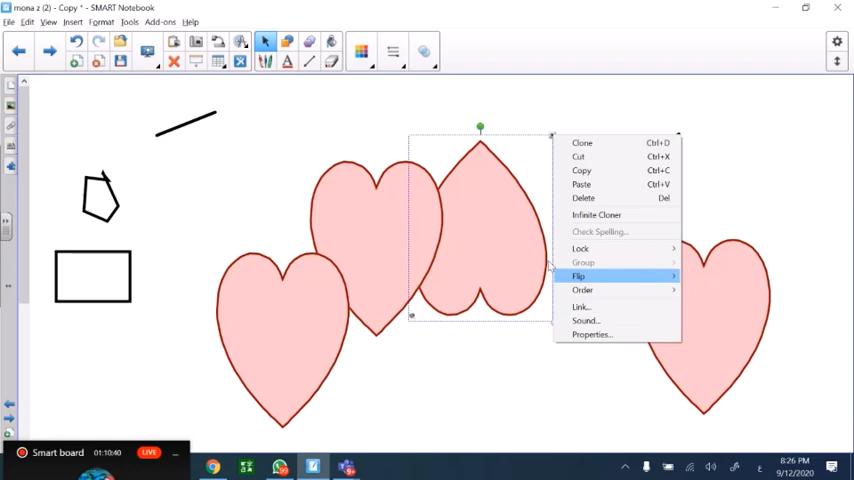 mona z (2) - Copy * - SMART Notebook
File Edit View Insert Format Tools Add-ons Help
Clone Ctrl+D
Cut Ctrl+X
Copy Ctrl+C
Paste Ctrl+V
Delete Del
Infinite Cloner
Check Spelling...
Lock
Group
Flip
Order
Link...
Sound...
Properties...
Smart board 01:10:40 LIVE
99
9+
ع
8:26 PM
9/12/2020